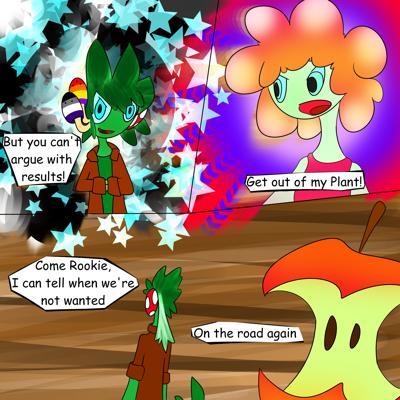 But you can't
argue with
results!
Get out of my Plant!
Come Rookie,
I can tell when we're
not wanted
On the road again